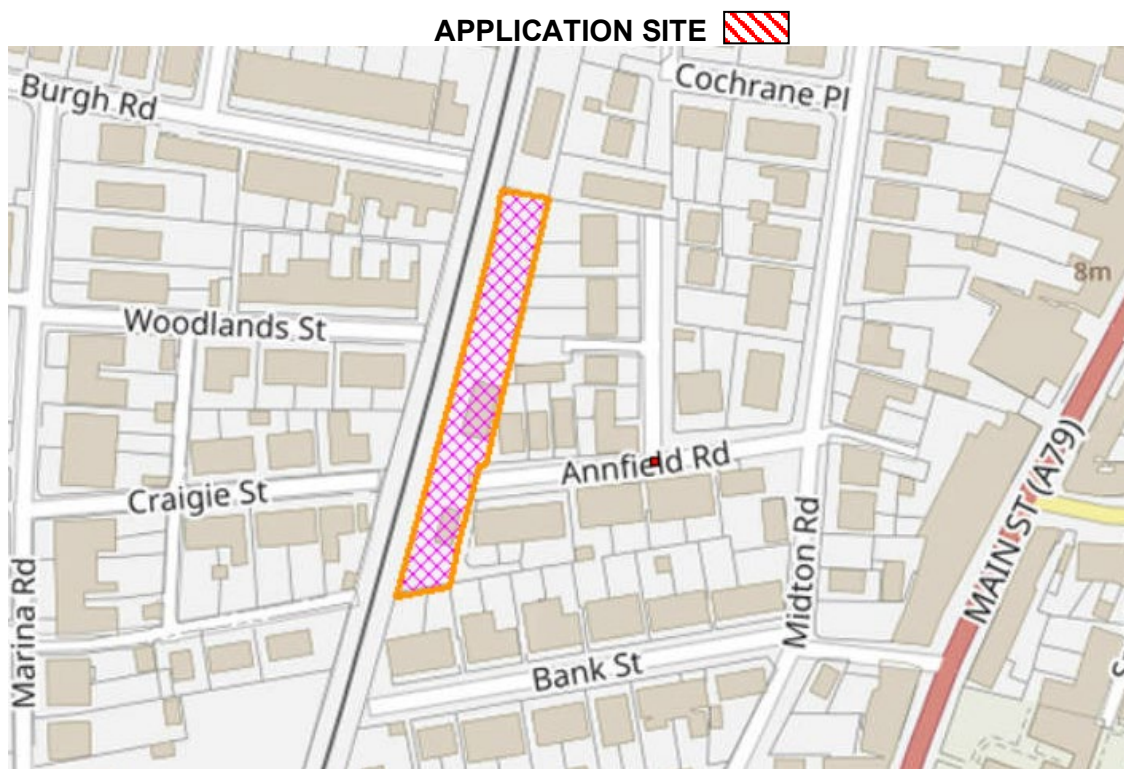 APPLICATION SITE
Burgh Rd
Cochrane Pl
8m
Woodlands St
Annfield Rd
Craigie St
MAIN ST (A79)
Midton Rd
Marina Rd
Bank St